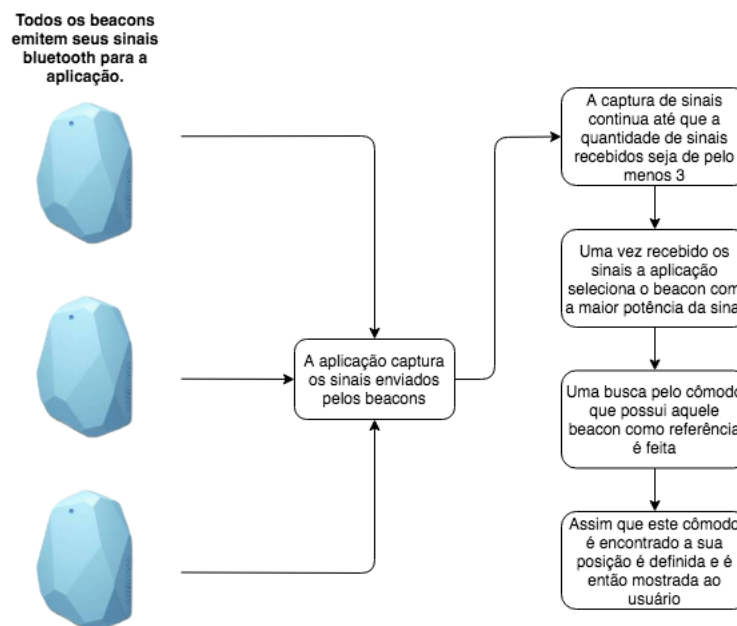 Todos os beacons
emitem seus sinais
bluetooth para a
aplicação.
A aplicação captura
os sinais enviados
pelos beacons
A captura de sinais
continua até que a
quantidade de sinais
recebidos seja de pelo
menos 3
Uma vez recebido os
sinais a aplicação
seleciona o beacon com
a maior potência da sina
Uma busca pelo cômodo
que possui aquele
beacon como referência
é feita
Assim que este cômodo
é encontrado a sua
posição é definida e é
então mostrada ao
usuário